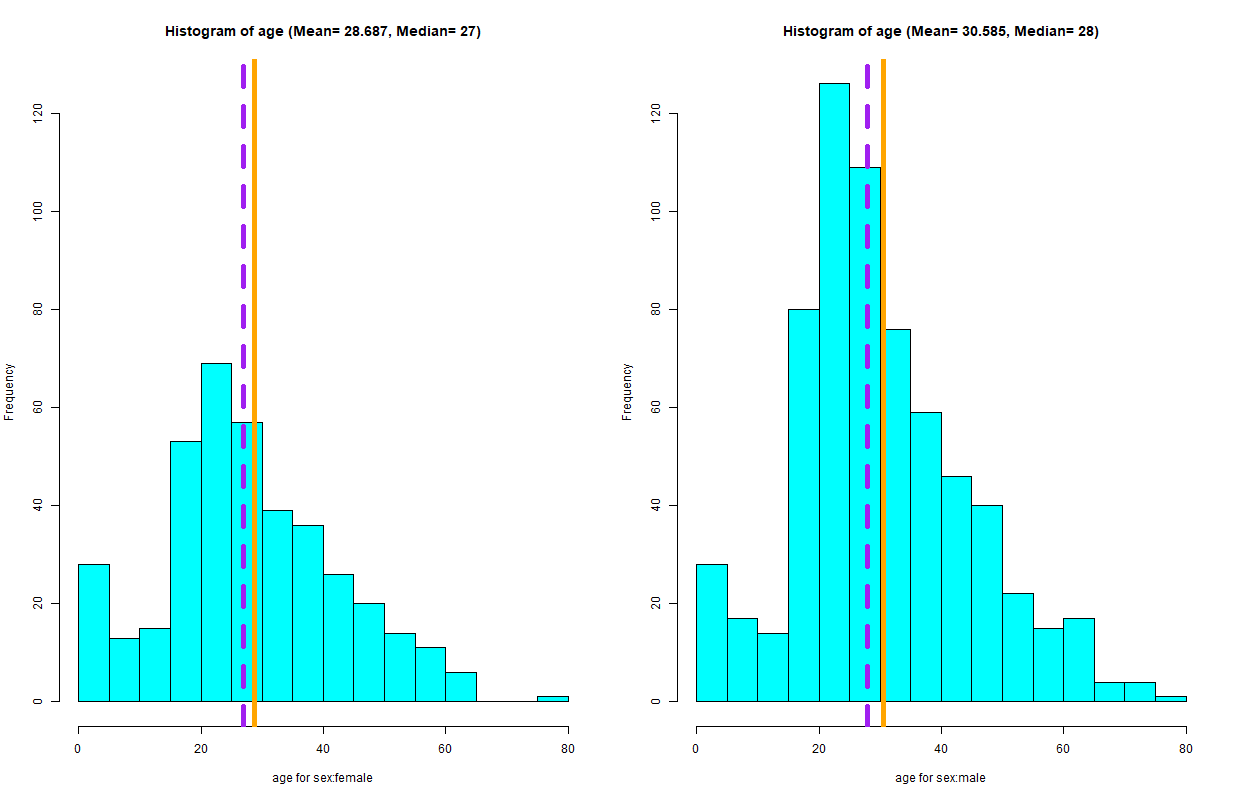 Histogram of age (Mean= 28.687, Median= 27)
Frequency
120
100
80
60
40
20
0
0 20 40 60 80
age for sex:female
Histogram of age (Mean= 30.585, Median= 28)
Frequency
120
100
80
60
40
20
0
0 20 40 60 80
age for sex:male